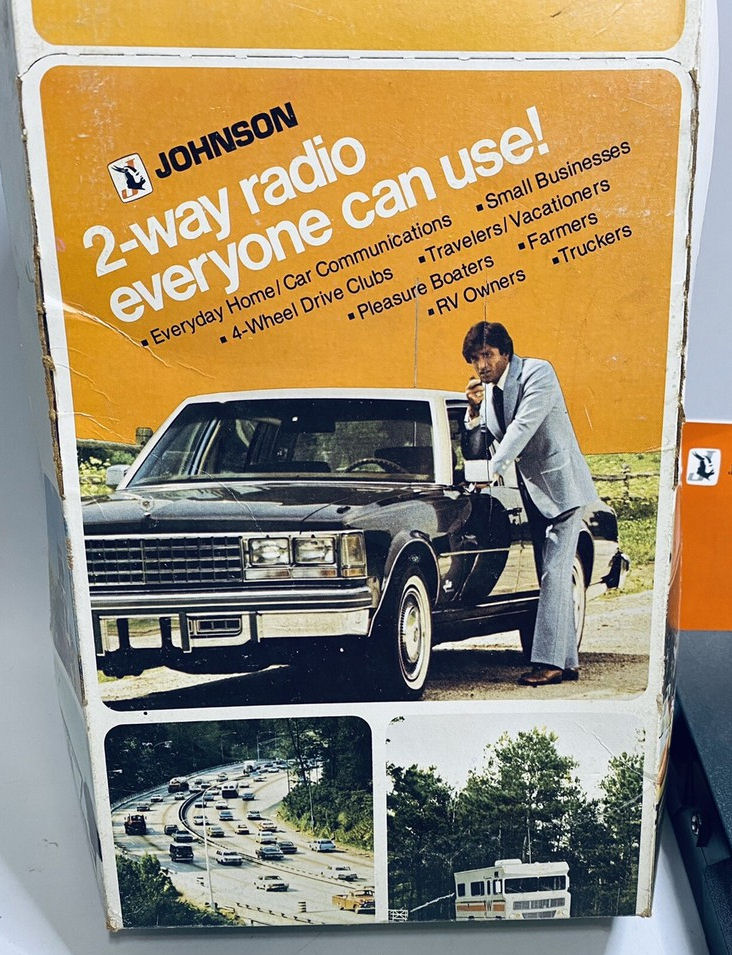 JOHNSON
2-way radio
everyone can use!
▪Everyday Home/Car Communications ▪Small Businesses
▪4-Wheel Drive Clubs ▪Travelers/Vacationers
▪Pleasure Boaters ▪Farmers
▪RV Owners ▪Truckers